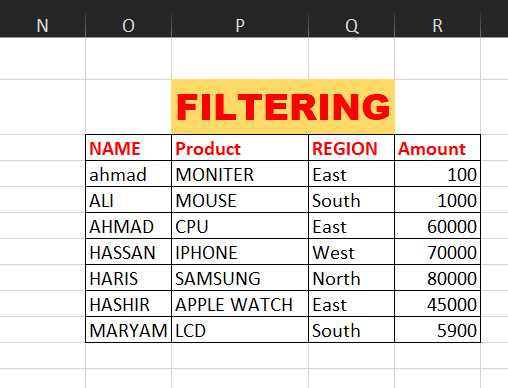 N O P Q R
FILTERING
NAME Product REGION Amount
ahmad MONITER East 100
ALI MOUSE South 1000
AHMAD CPU East 60000
HASSAN IPHONE West 70000
HARIS SAMSUNG North 80000
HASHIR APPLE WATCH East 45000
MARYAM LCD South 5900